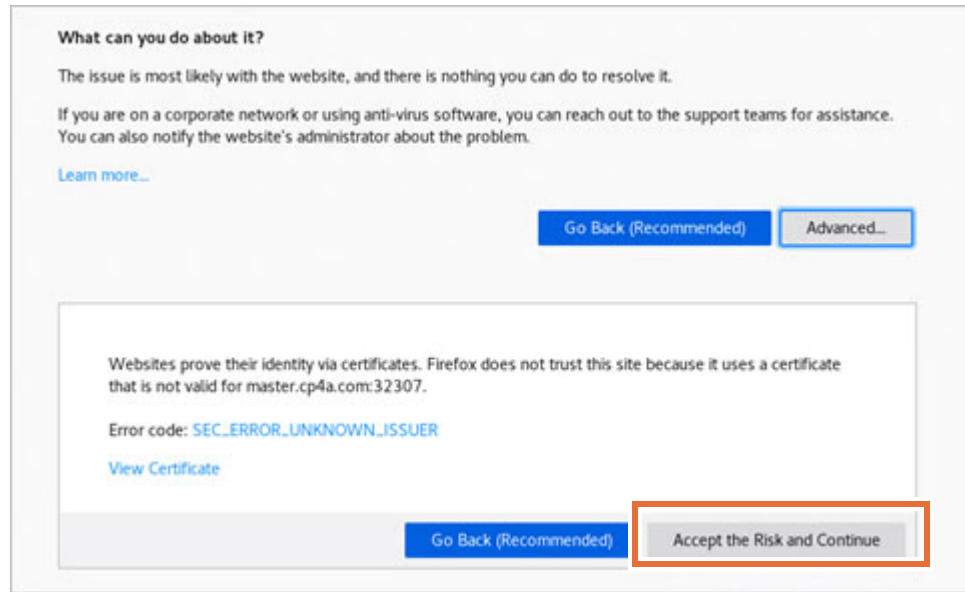 What can you do about it?
The issue is most likely with the website, and there is nothing you can do to resolve it.
If you are on a corporate network or using anti-virus software, you can reach out to the support teams for assistance.
You can also notify the website's administrator about the problem.
Learn more...
Go Back (Recommended) Advanced...
Websites prove their identity via certificates. Firefox does not trust this site because it uses a certificate
that is not valid for master.cp4a.com:32307.
Error code: SEC_ERROR_UNKNOWN_ISSUER
View Certificate
Go Back (Recommended) Accept the Risk and Continue